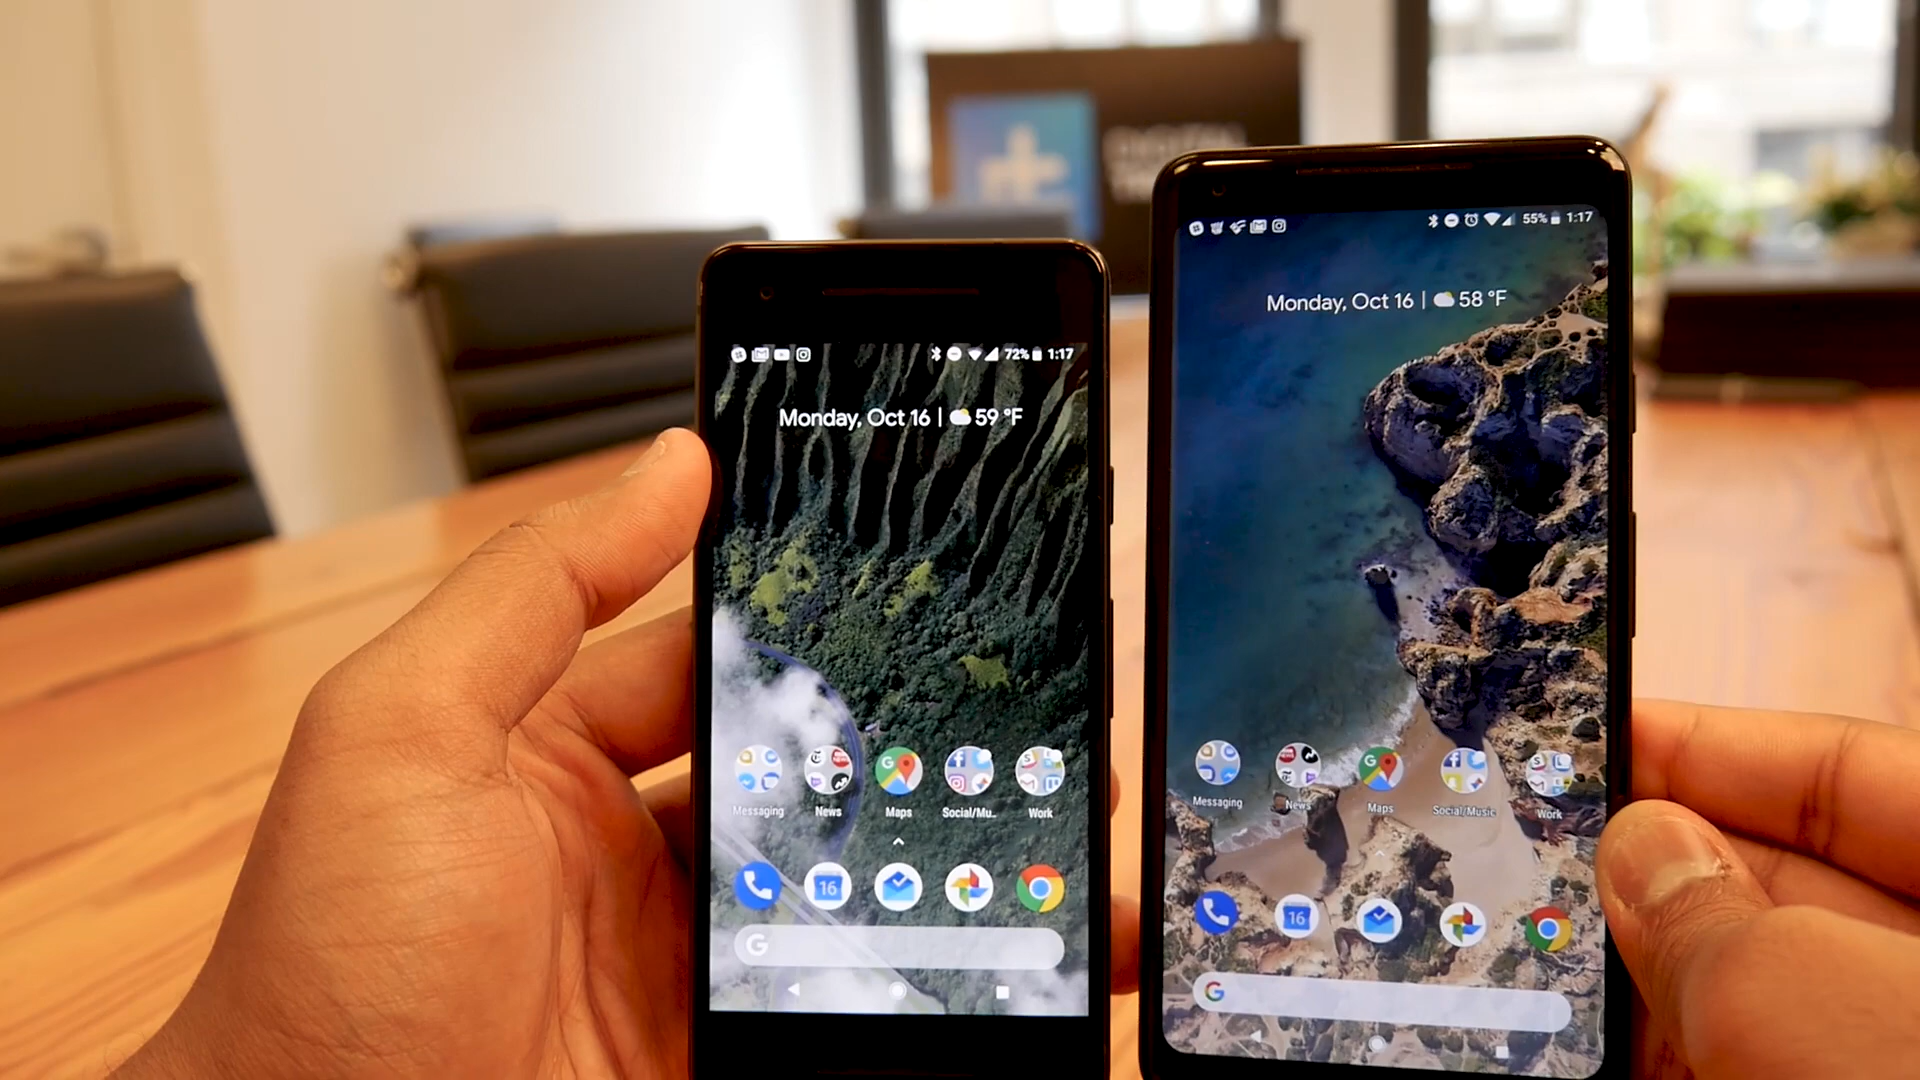 DIGITAL
72% 1:17
Monday, Oct 16 | 59 °F
Messaging News Maps Social/Mu... Work
16
G
55% 1:17
Monday, Oct 16 | 58 °F
Messaging News Maps Social/Music Work
16
G